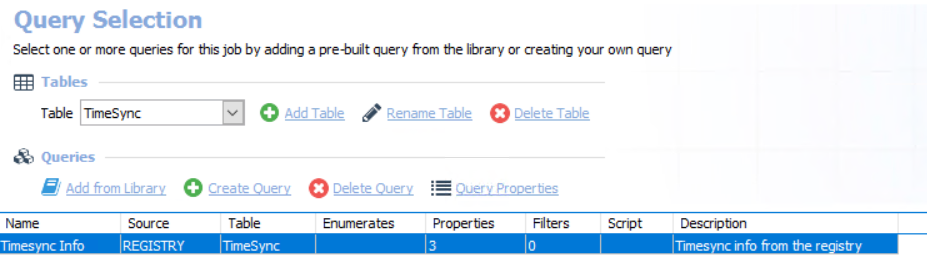 Query Selection
Select one or more queries for this job by adding a pre-built query from the library or creating your own query
Tables
Table TimeSync Add Table Rename Table Delete Table
Queries
Add from Library Create Query Delete Query Query Properties
Name Source Table Enumerates Properties Filters Script Description
Timesync Info REGISTRY TimeSync 3 0 Timesync info from the registry